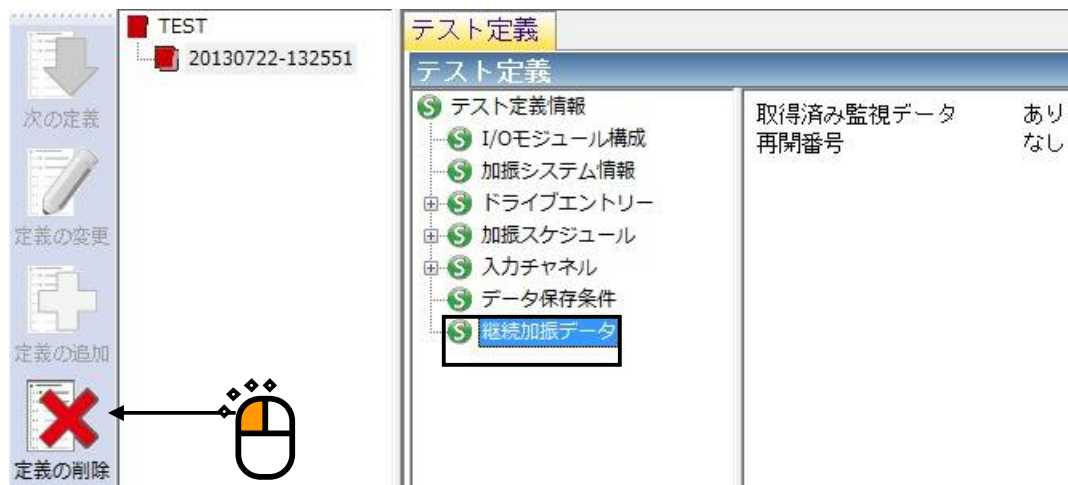 次の定義
定義の変更
定義の追加
定義の削除
TEST
20130722-132551
テスト定義
テスト定義
テスト定義情報
I/Oモジュール構成
加振システム情報
ドライブエントリー
加振スケジュール
入力チャネル
データ保存条件
継続加振データ
取得済み監視データ あり
再開番号 なし